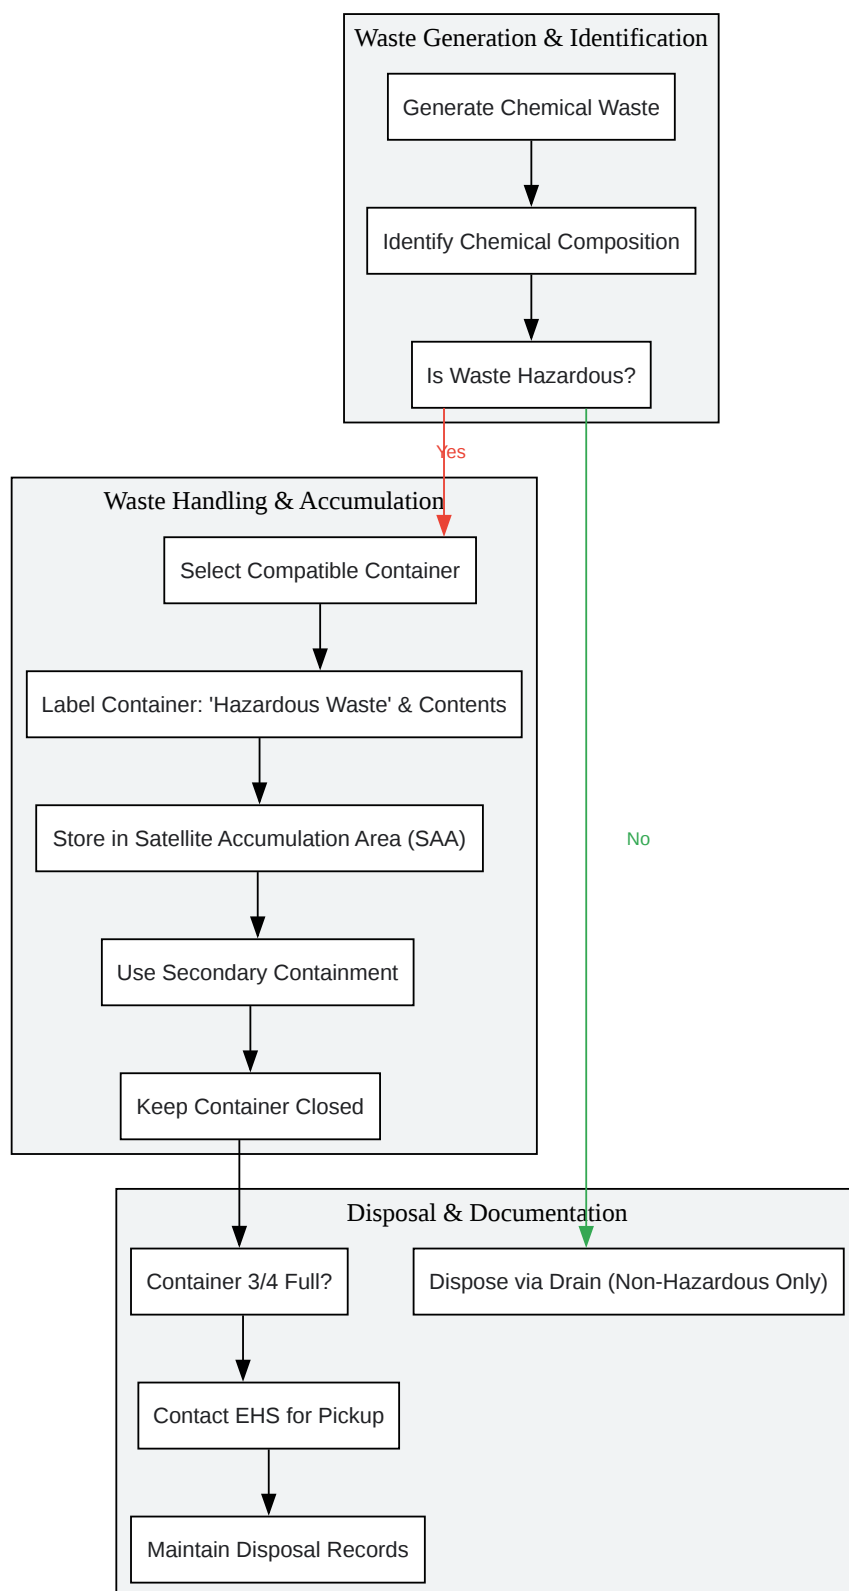 Waste Generation & Identification
Generate Chemical Waste
Identify Chemical Composition
Is Waste Hazardous?
Yes
Waste Handling & Accumulation
Select Compatible Container
Label Container: 'Hazardous Waste' & Contents
Store in Satellite Accumulation Area (SAA)
No
Use Secondary Containment
Keep Container Closed
Disposal & Documentation
Container 3/4 Full?
Dispose via Drain (Non-Hazardous Only)
Contact EHS for Pickup
Maintain Disposal Records